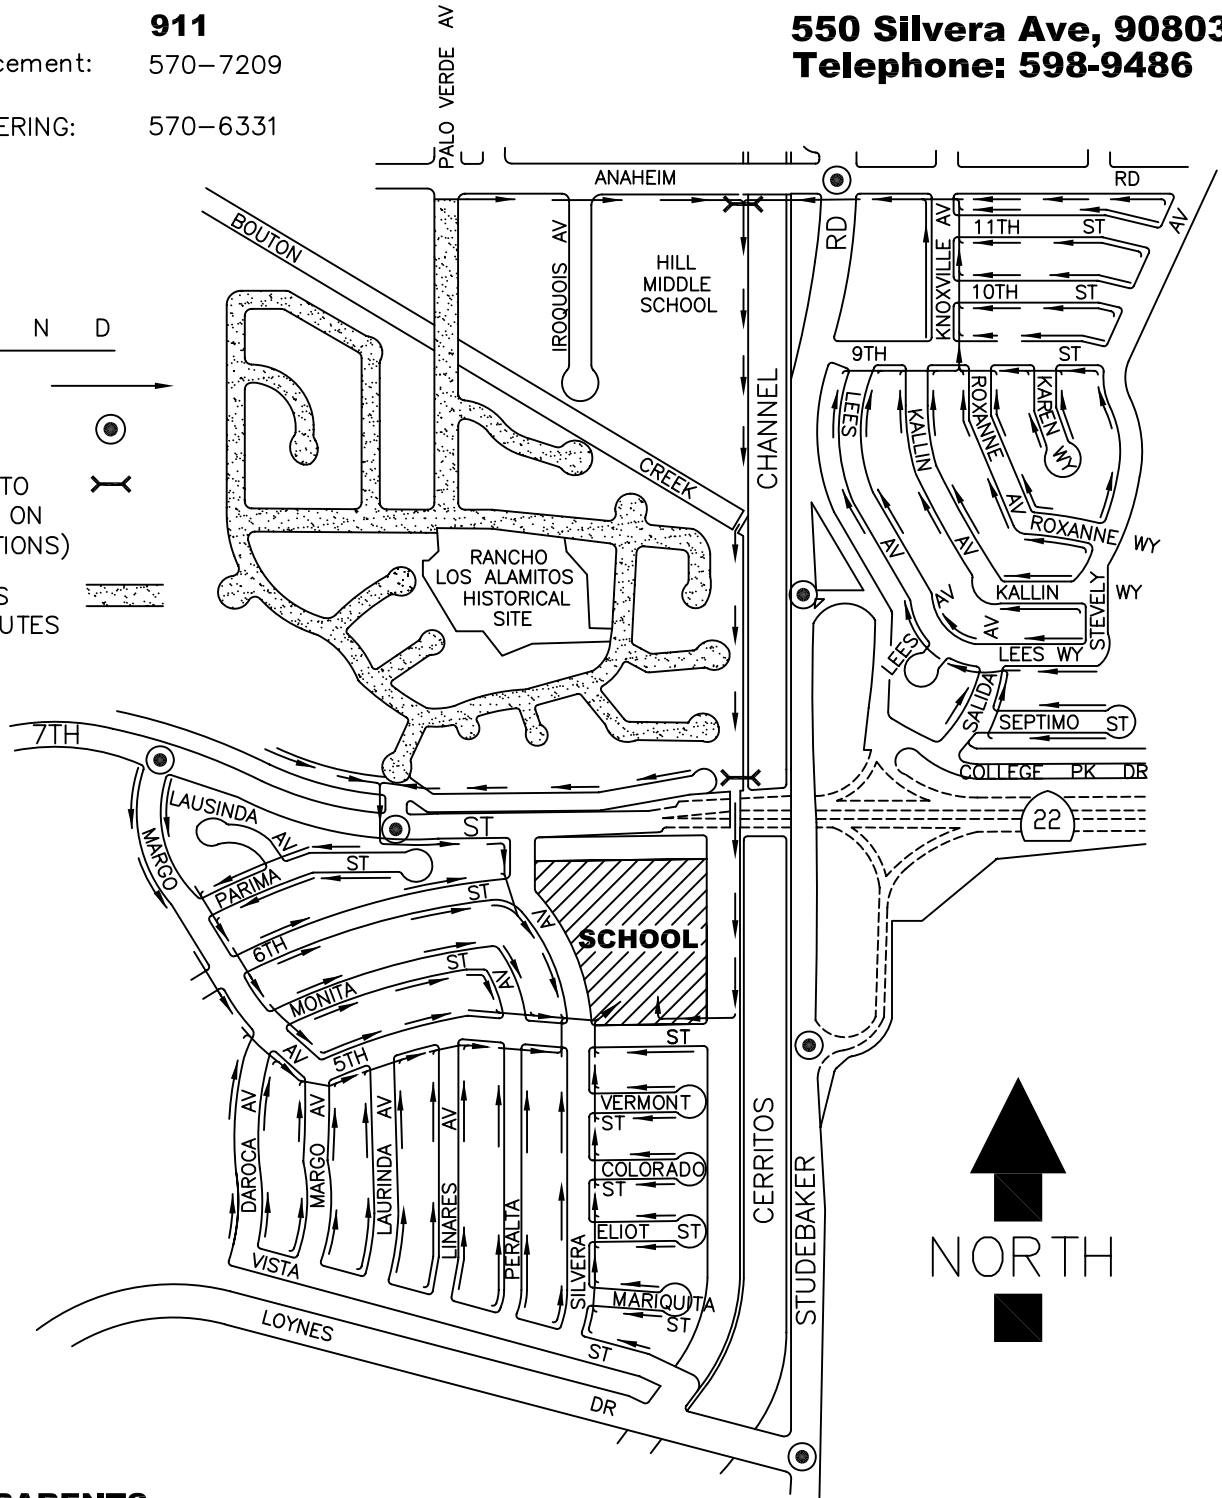 911
cement: 570-7209
ERING: 570-6331
550 Silvera Ave, 90803
Telephone: 598-9486
N D
TO
ON
TIONS)
S
UTES
PALO VERDE AV
ANAHEIM RD
BOUTON
CREEK
IROQUOIS AV
HILL
MIDDLE
SCHOOL
CHANNEL
RD
KNOXVILLE AV
AV
11TH ST
10TH ST
9TH ST
LEES
AV
KALLIN
AV
ROXANNE
AV
KAREN
WY
ROXANNE WY
KALLIN WY
AV
AV
STEVELY
LEES WY
LEES
SALIDA
SEPTIMO ST
COLLEGE PK DR
22
RANCHO
LOS ALAMITOS
HISTORICAL
SITE
7TH
ST
LAUSINDA
AV
MARGO
PARIMA ST
6TH ST
MONITA ST
AV
AV
AV
5TH
ST
SCHOOL
DAROCA AV
MARGO AV
LAURINDA AV
LINARES AV
PERALTA
SILVERA
VERMONT
ST
COLORADO
ST
ELIOT ST
MARIQUITA
ST
CERRITOS
STUDEBAKER
VISTA
ST
LOYNES
DR
NORTH
PARENTS